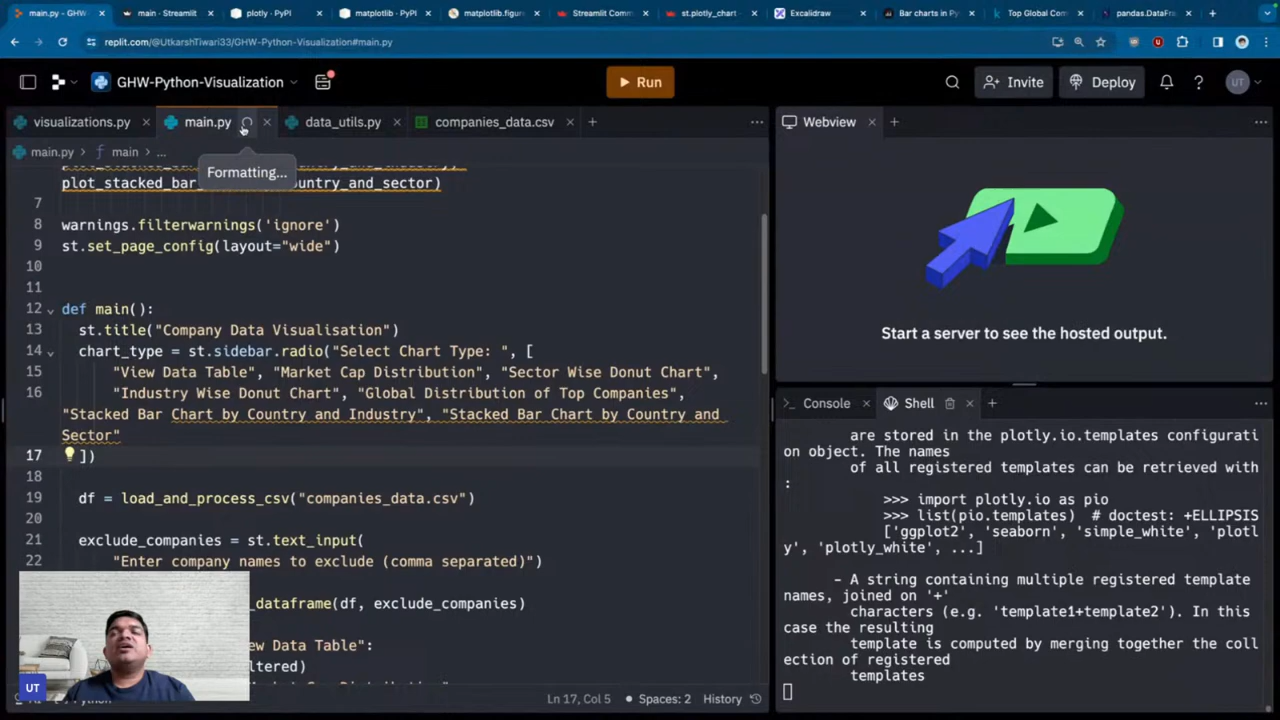 main.py - GHW
main · Streamlit
plotly · PyPI
matplotlib · PyPI
matplotlib.figure
Streamlit Comm
st.plotly_chart
Excalidraw
Bar charts in Py
Top Global Com
pandas.DataFra
replit.com/@UtkarshTiwari33/GHW-Python-Visualization#main.py
GHW-Python-Visualization
Run
Invite
Deploy
UT
visualizations.py
main.py
data_utils.py
companies_data.csv
Webview
main.py > main > ...
Formatting...
plot_stacked_bar_ ountry_and_sector)
7
8 warnings.filterwarnings('ignore')
9 st.set_page_config(layout="wide")
10
11
12 def main():
13 st.title("Company Data Visualisation")
14 chart_type = st.sidebar.radio("Select Chart Type: ", [
15 "View Data Table", "Market Cap Distribution", "Sector Wise Donut Chart",
16 "Industry Wise Donut Chart", "Global Distribution of Top Companies",
"Stacked Bar Chart by Country and Industry", "Stacked Bar Chart by Country and
Sector"
17 ])
18
19 df = load_and_process_csv("companies_data.csv")
20
21 exclude_companies = st.text_input(
22 "Enter company names to exclude (comma separated)")
_dataframe(df, exclude_companies)
ew Data Table":
ltered)
UT
Python
Ln 17, Col 5
Spaces: 2
History
Start a server to see the hosted output.
Console
Shell
are stored in the plotly.io.templates configurati
on object. The names
of all registered templates can be retrieved with
:
>>> import plotly.io as pio
>>> list(pio.templates) # doctest: +ELLIPSIS
['ggplot2', 'seaborn', 'simple_white', 'plotl
y', 'plotly_white', ...]
- A string containing multiple registered template
names, joined on '+'
characters (e.g. 'template1+template2'). In this
case the resulting
template is computed by merging together the coll
ection of registered
templates